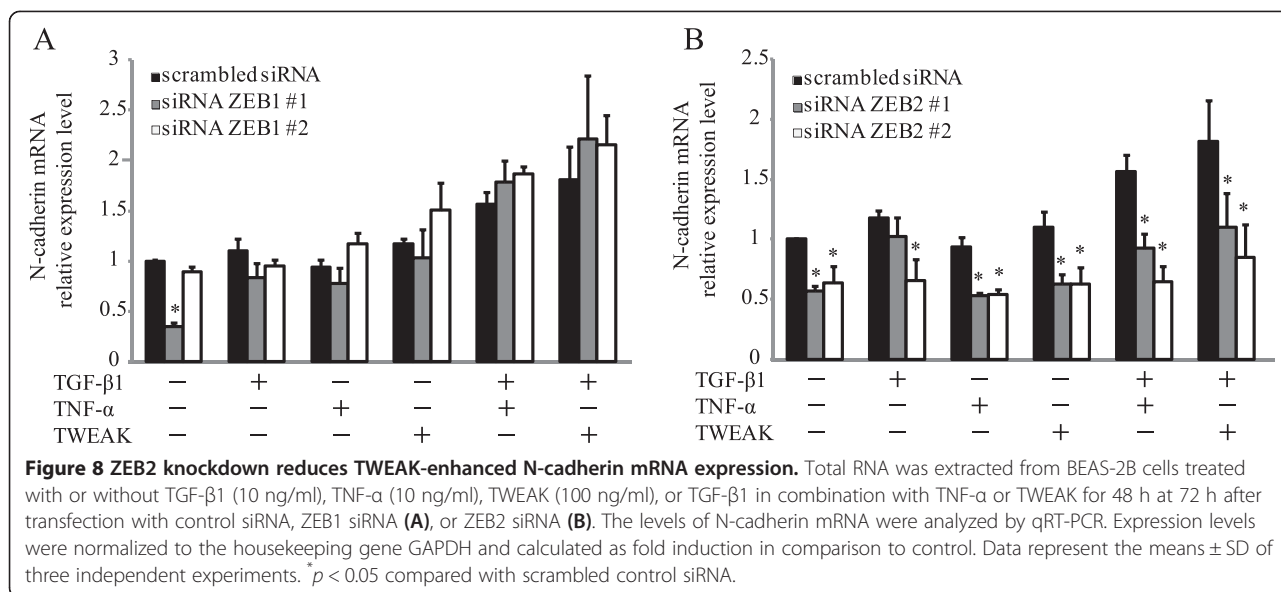 A
3
2.5
2
1.5
1
0.5
0
N-cadherin mRNA
relative expression level
scrambled siRNA
siRNA ZEB1 #1
siRNA ZEB1 #2
*
TGF-β1 – + – – + +
TNF-α – – + – + –
TWEAK – – – + – +
B
2.5
2
1.5
1
0.5
0
N-cadherin mRNA
relative expression level
scrambled siRNA
siRNA ZEB2 #1
siRNA ZEB2 #2
* * * * * * * * * * *
TGF-β1 – + – – + +
TNF-α – – + – + –
TWEAK – – – + – +
Figure 8 ZEB2 knockdown reduces TWEAK-enhanced N-cadherin mRNA expression. Total RNA was extracted from BEAS-2B cells treated
with or without TGF-β1 (10 ng/ml), TNF-α (10 ng/ml), TWEAK (100 ng/ml), or TGF-β1 in combination with TNF-α or TWEAK for 48 h at 72 h after
transfection with control siRNA, ZEB1 siRNA (A), or ZEB2 siRNA (B). The levels of N-cadherin mRNA were analyzed by qRT-PCR. Expression levels
were normalized to the housekeeping gene GAPDH and calculated as fold induction in comparison to control. Data represent the means ± SD of
three independent experiments. *p < 0.05 compared with scrambled control siRNA.